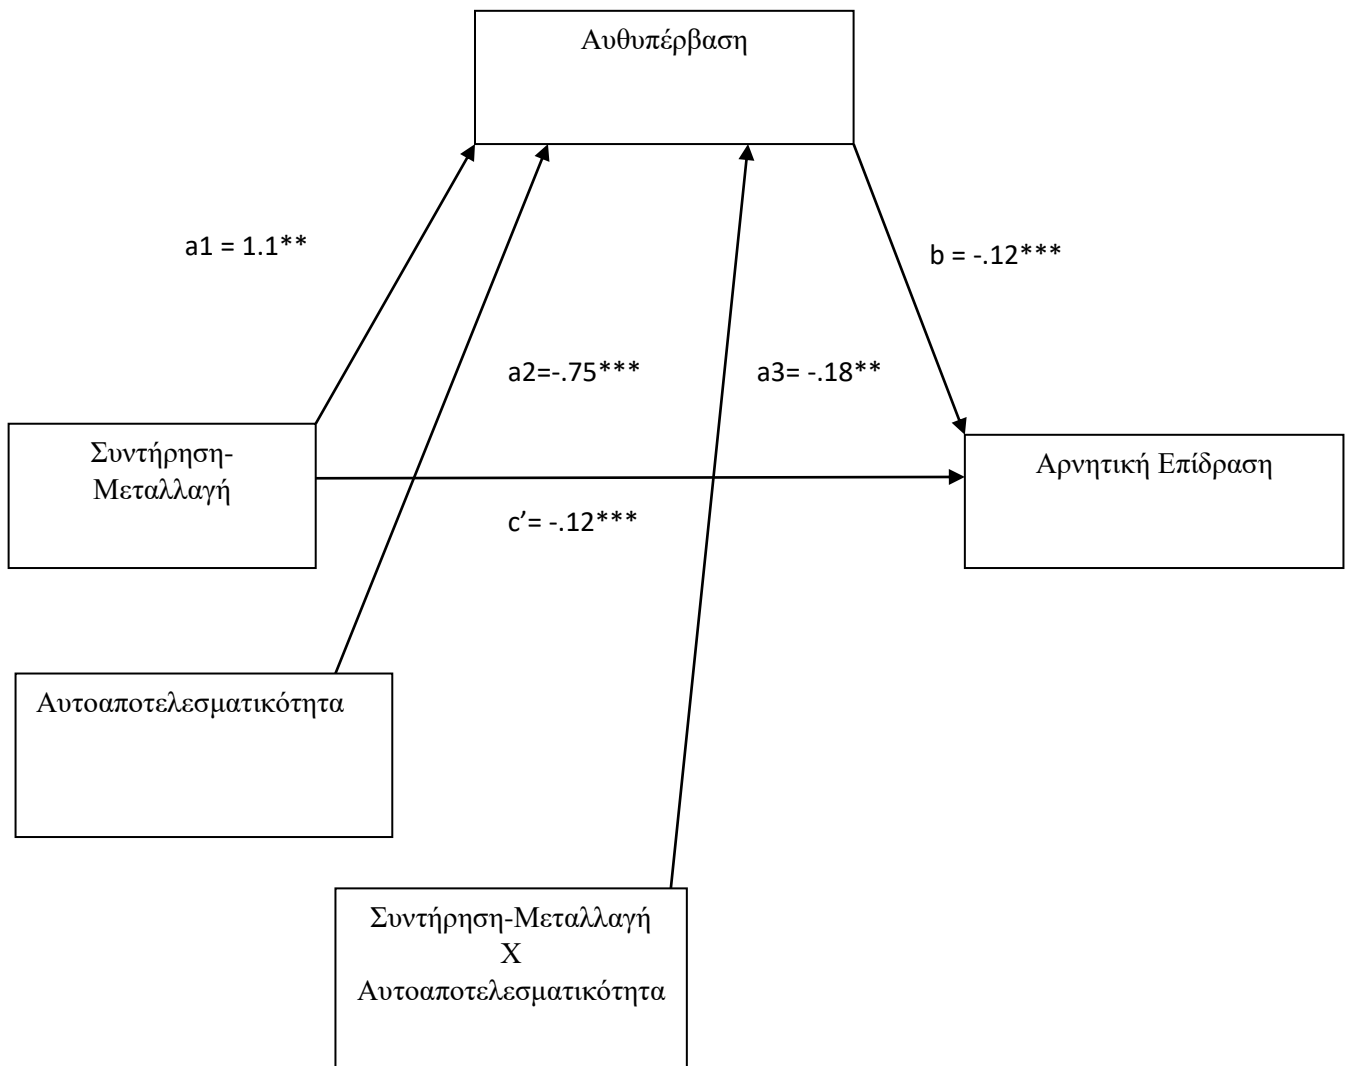 Αυθυπέρβαση
a1 = 1.1**
b = -.12***
a2=-.75***
a3= -.18**
Συντήρηση-
Μεταλλαγή
Αρνητική Επίδραση
c’= -.12***
Αυτοαποτελεσματικότητα
Συντήρηση-Μεταλλαγή
Χ
Αυτοαποτελεσματικότητα